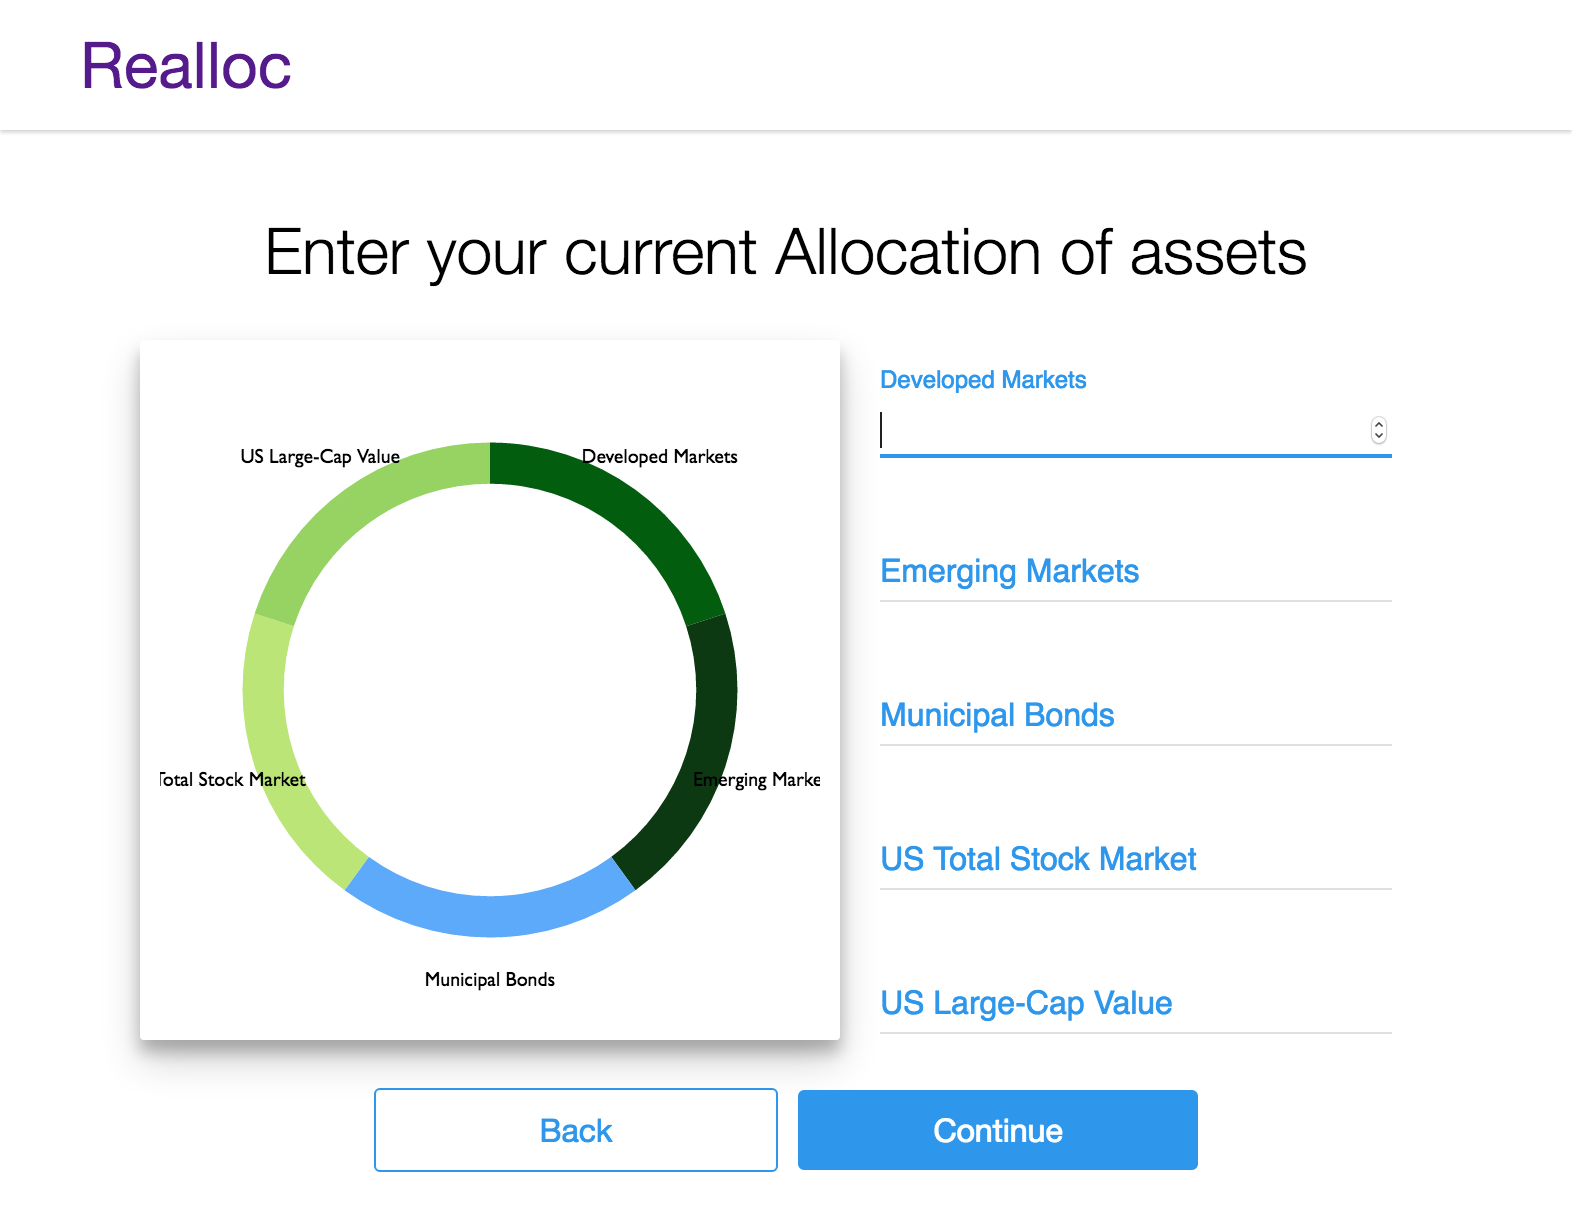 Realloc
Enter your current Allocation of assets
US Large-Cap Value
Developed Markets
Total Stock Market
Emerging Marke
Municipal Bonds
Developed Markets
Emerging Markets
Municipal Bonds
US Total Stock Market
US Large-Cap Value
Back
Continue